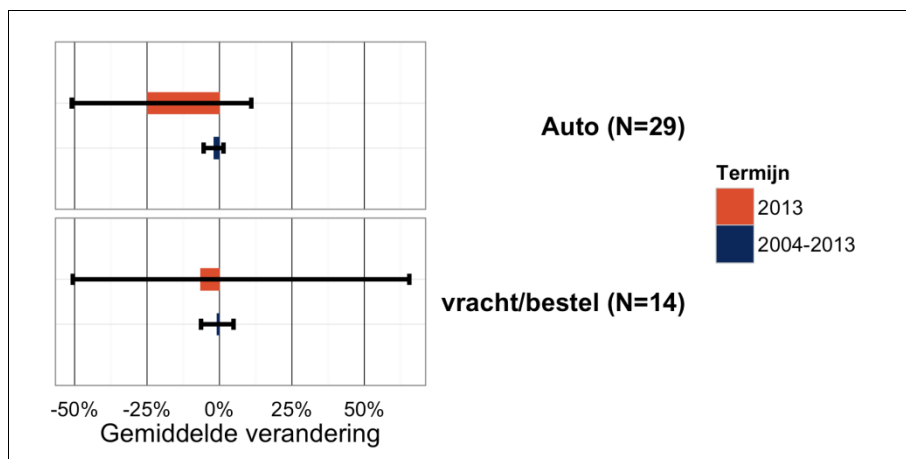 Auto (N=29)
Termijn
2013
2004-2013
vracht/bestel (N=14)
-50% -25% 0% 25% 50%
Gemiddelde verandering